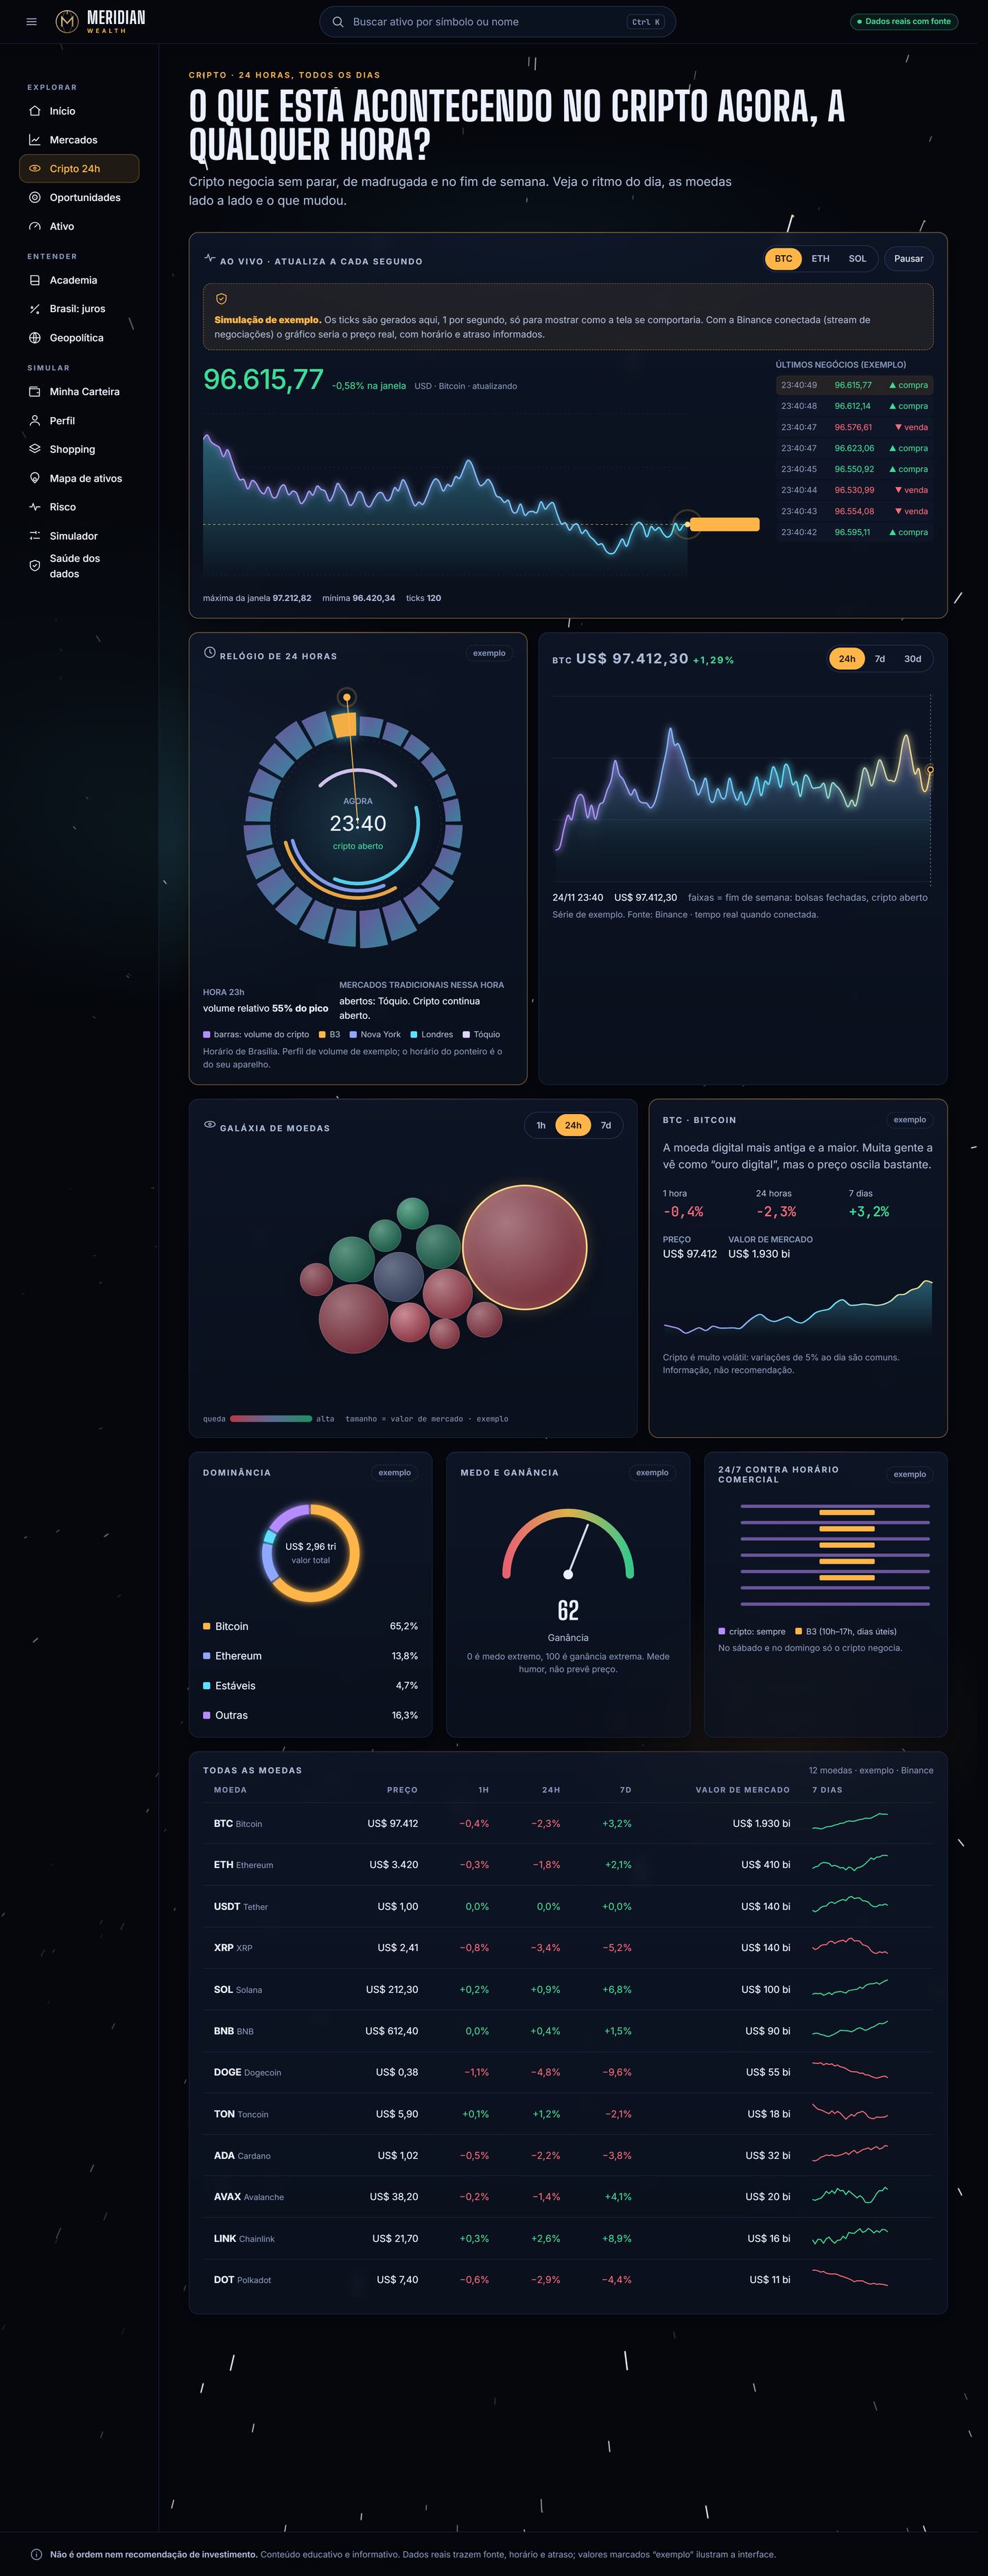 MERIDIAN
WEALTH
Buscar ativo por símbolo ou nome
Ctrl K
Dados reais com fonte
EXPLORAR
Início
Mercados
Cripto 24h
Oportunidades
Ativo
ENTENDER
Academia
Brasil: juros
Geopolítica
SIMULAR
Minha Carteira
Perfil
Shopping
Mapa de ativos
Risco
Simulador
Saúde dos
dados
CRIPTO · 24 HORAS, TODOS OS DIAS
O QUE ESTÁ ACONTECENDO NO CRIPTO AGORA, A
QUALQUER HORA?
Cripto negocia sem parar, de madrugada e no fim de semana. Veja o ritmo do dia, as moedas
lado a lado e o que mudou.
AO VIVO · ATUALIZA A CADA SEGUNDO
BTC ETH SOL Pausar
Simulação de exemplo. Os ticks são gerados aqui, 1 por segundo, só para mostrar como a tela se comportaria. Com a Binance conectada (stream de
negociações) o gráfico seria o preço real, com horário e atraso informados.
96.615,77 -0,58% na janela USD · Bitcoin · atualizando
ÚLTIMOS NEGÓCIOS (EXEMPLO)
23:40:49 96.615,77 ▲ compra
23:40:48 96.612,14 ▲ compra
23:40:47 96.576,61 ▼ venda
23:40:47 96.623,06 ▲ compra
23:40:45 96.550,92 ▲ compra
23:40:44 96.530,99 ▼ venda
23:40:43 96.554,08 ▼ venda
23:40:42 96.595,11 ▲ compra
máxima da janela 97.212,82 mínima 96.420,34 ticks 120
RELÓGIO DE 24 HORAS
exemplo
AGORA
23:40
cripto aberto
HORA 23h
volume relativo 55% do pico
MERCADOS TRADICIONAIS NESSA HORA
abertos: Tóquio. Cripto continua
aberto.
barras: volume do cripto B3 Nova York Londres Tóquio
Horário de Brasília. Perfil de volume de exemplo; o horário do ponteiro é o
do seu aparelho.
BTC US$ 97.412,30 +1,29%
24h 7d 30d
24/11 23:40 US$ 97.412,30 faixas = fim de semana: bolsas fechadas, cripto aberto
Série de exemplo. Fonte: Binance · tempo real quando conectada.
GALÁXIA DE MOEDAS
1h 24h 7d
queda alta tamanho = valor de mercado · exemplo
BTC · BITCOIN
exemplo
A moeda digital mais antiga e a maior. Muita gente a
vê como “ouro digital”, mas o preço oscila bastante.
1 hora 24 horas 7 dias
-0,4% -2,3% +3,2%
PREÇO VALOR DE MERCADO
US$ 97.412 US$ 1.930 bi
Cripto é muito volátil: variações de 5% ao dia são comuns.
Informação, não recomendação.
DOMINÂNCIA
exemplo
US$ 2,96 tri
valor total
Bitcoin 65,2%
Ethereum 13,8%
Estáveis 4,7%
Outras 16,3%
MEDO E GANÂNCIA
exemplo
62
Ganância
0 é medo extremo, 100 é ganância extrema. Mede
humor, não prevê preço.
24/7 CONTRA HORÁRIO
COMERCIAL
exemplo
cripto: sempre B3 (10h–17h, dias úteis)
No sábado e no domingo só o cripto negocia.
TODAS AS MOEDAS
12 moedas · exemplo · Binance
MOEDA PREÇO 1H 24H 7D VALOR DE MERCADO 7 DIAS
BTC Bitcoin US$ 97.412 −0,4% −2,3% +3,2% US$ 1.930 bi
ETH Ethereum US$ 3.420 −0,3% −1,8% +2,1% US$ 410 bi
USDT Tether US$ 1,00 0,0% 0,0% +0,0% US$ 140 bi
XRP XRP US$ 2,41 −0,8% −3,4% −5,2% US$ 140 bi
SOL Solana US$ 212,30 +0,2% +0,9% +6,8% US$ 100 bi
BNB BNB US$ 612,40 0,0% +0,4% +1,5% US$ 90 bi
DOGE Dogecoin US$ 0,38 −1,1% −4,8% −9,6% US$ 55 bi
TON Toncoin US$ 5,90 +0,1% +1,2% −2,1% US$ 18 bi
ADA Cardano US$ 1,02 −0,5% −2,2% −3,8% US$ 32 bi
AVAX Avalanche US$ 38,20 −0,2% −1,4% +4,1% US$ 20 bi
LINK Chainlink US$ 21,70 +0,3% +2,6% +8,9% US$ 16 bi
DOT Polkadot US$ 7,40 −0,6% −2,9% −4,4% US$ 11 bi
Não é ordem nem recomendação de investimento. Conteúdo educativo e informativo. Dados reais trazem fonte, horário e atraso; valores marcados “exemplo” ilustram a interface.